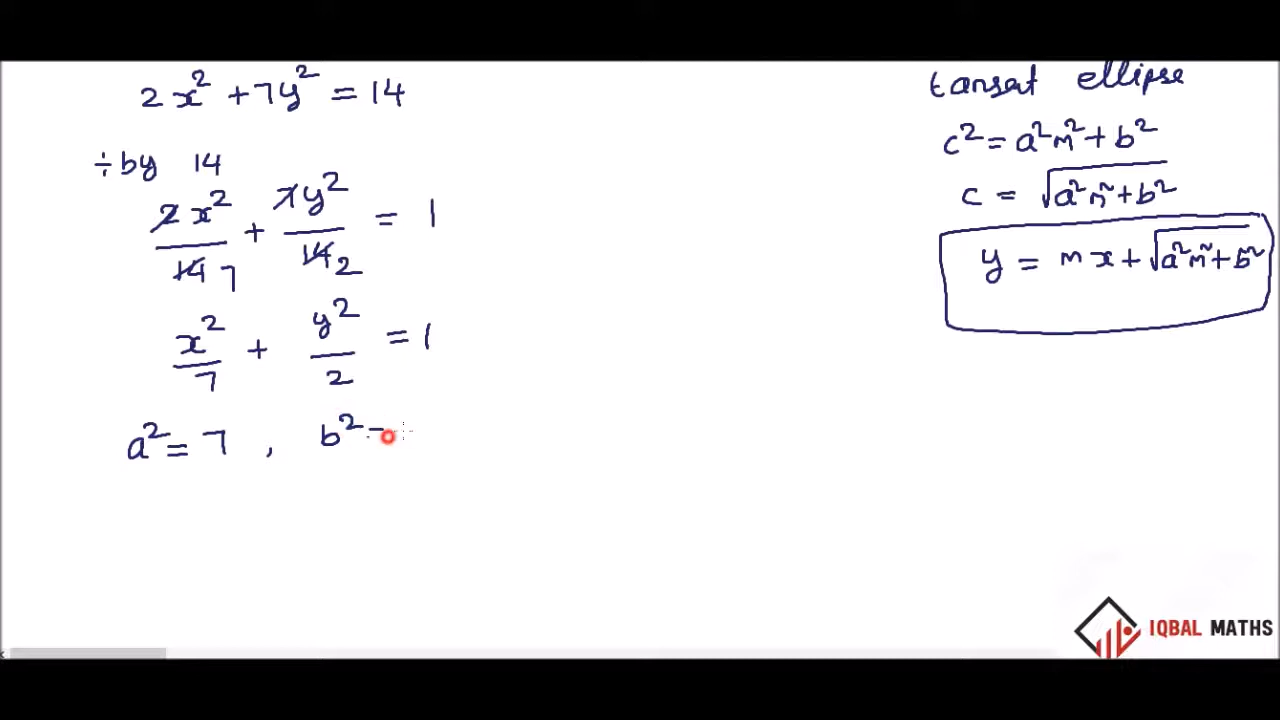 2x² + 7y² = 14
÷ by 14
2x²/14 7 + 7y²/14 2 = 1
x²/7 + y²/2 = 1
a² = 7 , b² =
ellipse
c² = a²m² + b²
c = √a²m² + b²
y = mx + √a²m² + b²
IQBAL MATHS